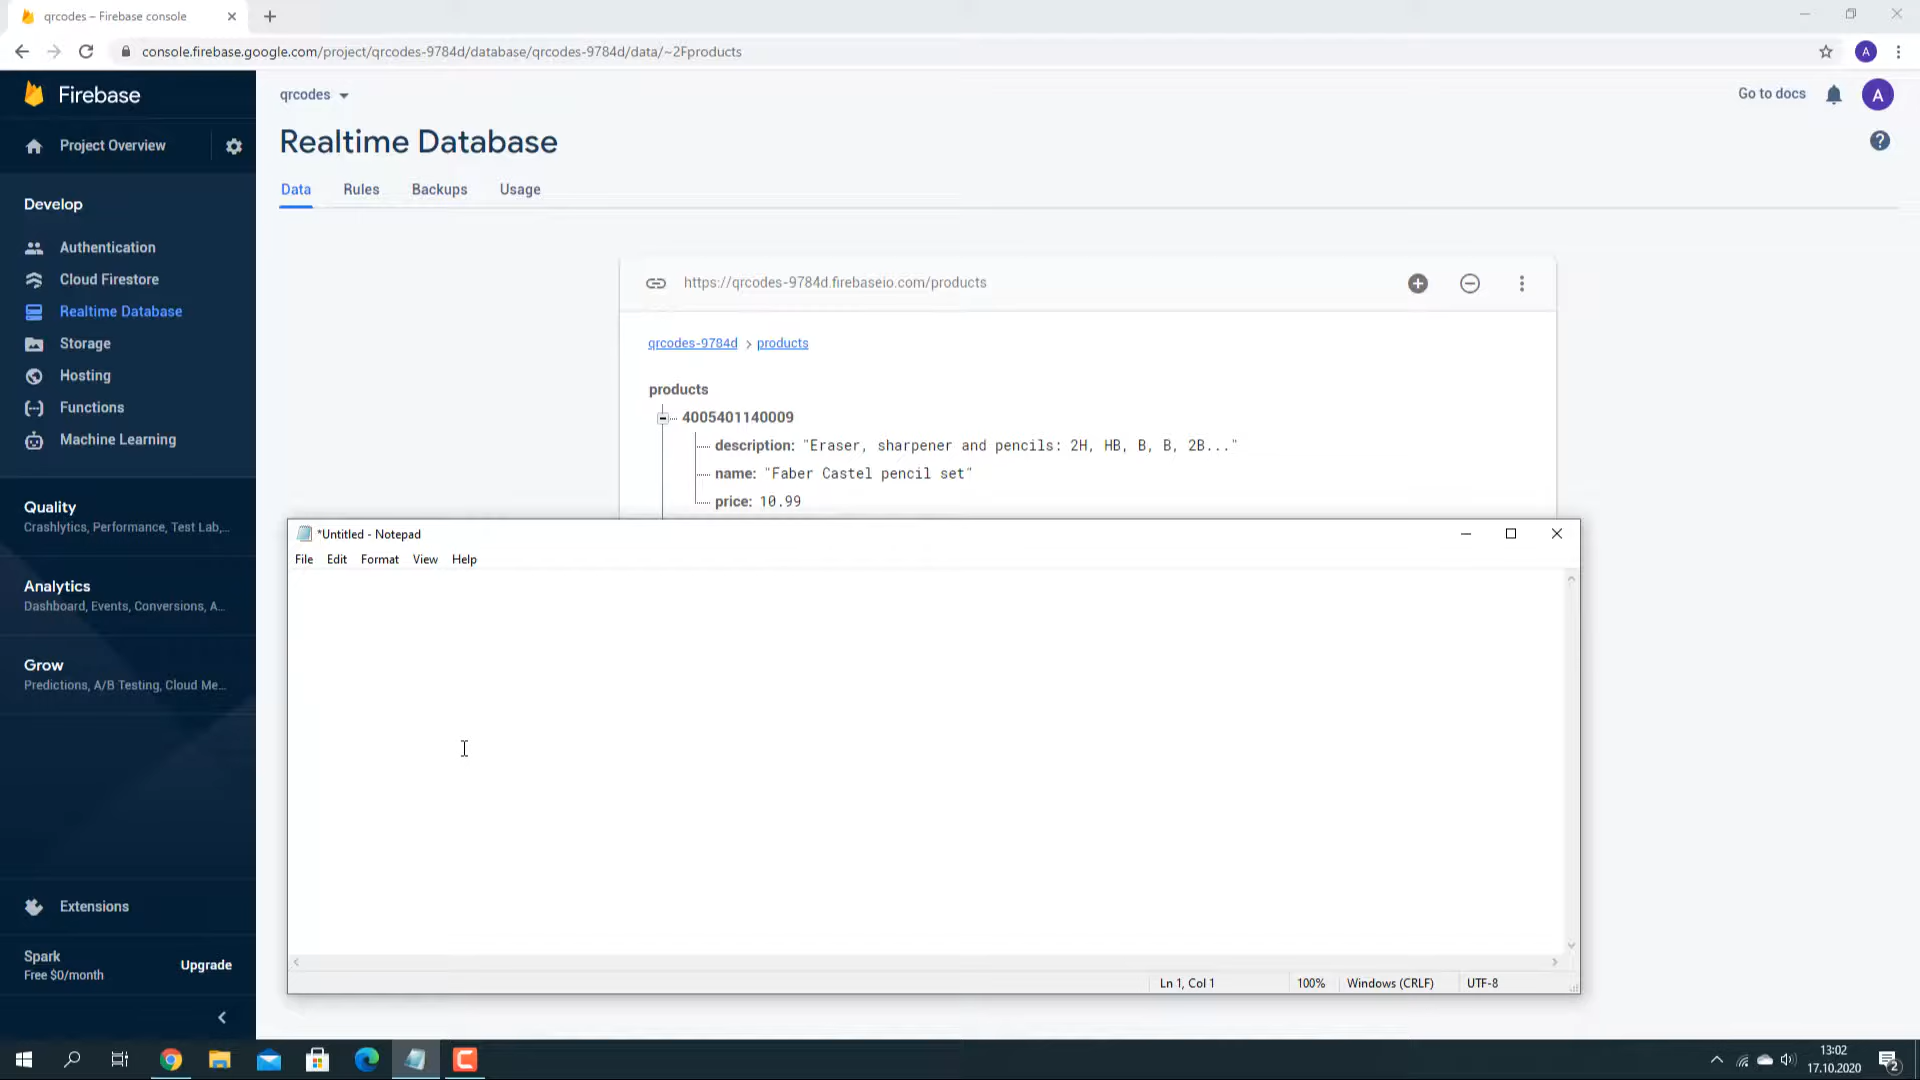 qrcodes – Firebase console
console.firebase.google.com/project/qrcodes-9784d/database/qrcodes-9784d/data/~2Fproducts
A
Firebase
qrcodes
Go to docs
A
Project Overview
Realtime Database
?
Data Rules Backups Usage
Develop
Authentication
Cloud Firestore
Realtime Database
Storage
Hosting
Functions
Machine Learning
https://qrcodes-9784d.firebaseio.com/products
qrcodes-9784d > products
products
4005401140009
description: "Eraser, sharpener and pencils: 2H, HB, B, B, 2B..."
name: "Faber Castel pencil set"
price: 10.99
Quality
Crashlytics, Performance, Test Lab,...
Analytics
Dashboard, Events, Conversions, A...
Grow
Predictions, A/B Testing, Cloud Me...
Extensions
Spark
Free $0/month
Upgrade
*Untitled - Notepad
File Edit Format View Help
Ln 1, Col 1 100% Windows (CRLF) UTF-8
13:02
17.10.2020
2